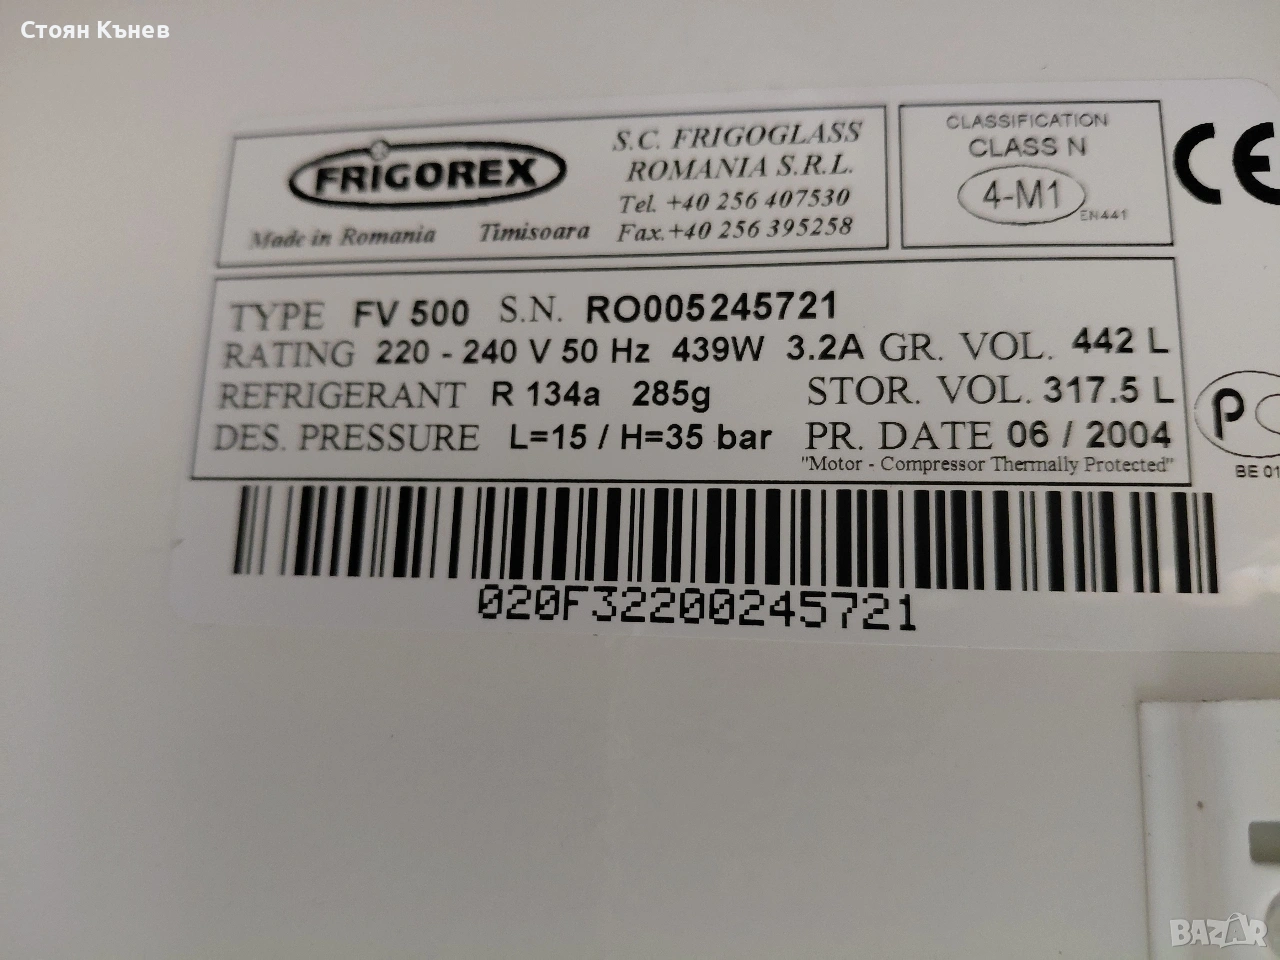 Стоян Кънев
FRIGOREX
S.C. FRIGOGLASS
ROMANIA S.R.L.
Tel. +40 256 407530
Made in Romania Timisoara Fax.+40 256 395258
CLASSIFICATION
CLASS N
4-M1
EN441
CE
TYPE FV 500 S.N. RO005245721
RATING 220 - 240 V 50 Hz 439W 3.2A GR. VOL. 442 L
REFRIGERANT R 134a 285g STOR. VOL. 317.5 L
DES. PRESSURE L=15 / H=35 bar PR. DATE 06 / 2004
"Motor - Compressor Thermally Protected"
BE 01
020F32200245721
BAZAR